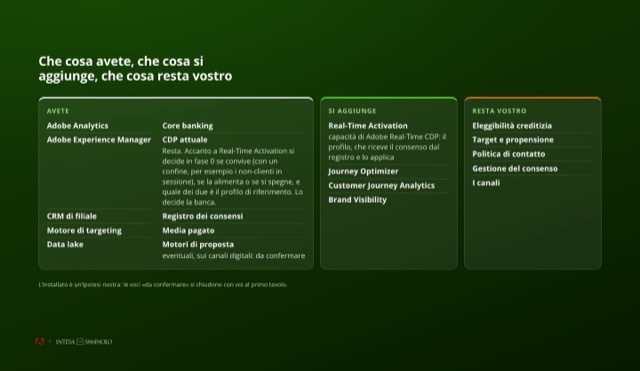 Che cosa avete, che cosa si
aggiunge, che cosa resta vostro
AVETE
Adobe Analytics
Core banking
Adobe Experience Manager
CDP attuale
Resta. Accanto a Real-Time Activation si
decide in fase 0 se convive (con un
confine, per esempio i non-clienti in
sessione), se la alimenta o se si spegne, e
quale dei due è il profilo di riferimento. Lo
decide la banca.
CRM di filiale
Registro dei consensi
Motore di targeting
Media pagato
Data lake
Motori di proposta
eventuali, sui canali digitali: da confermare
SI AGGIUNGE
Real-Time Activation
capacità di Adobe Real-Time CDP: il
profilo, che riceve il consenso dal
registro e lo applica
Journey Optimizer
Customer Journey Analytics
Brand Visibility
RESTA VOSTRO
Eleggibilità creditizia
Target e propensione
Politica di contatto
Gestione del consenso
I canali
L'installato è un'ipotesi nostra: le voci «da confermare» si chiudono con voi al primo tavolo.
INTESA SANPAOLO